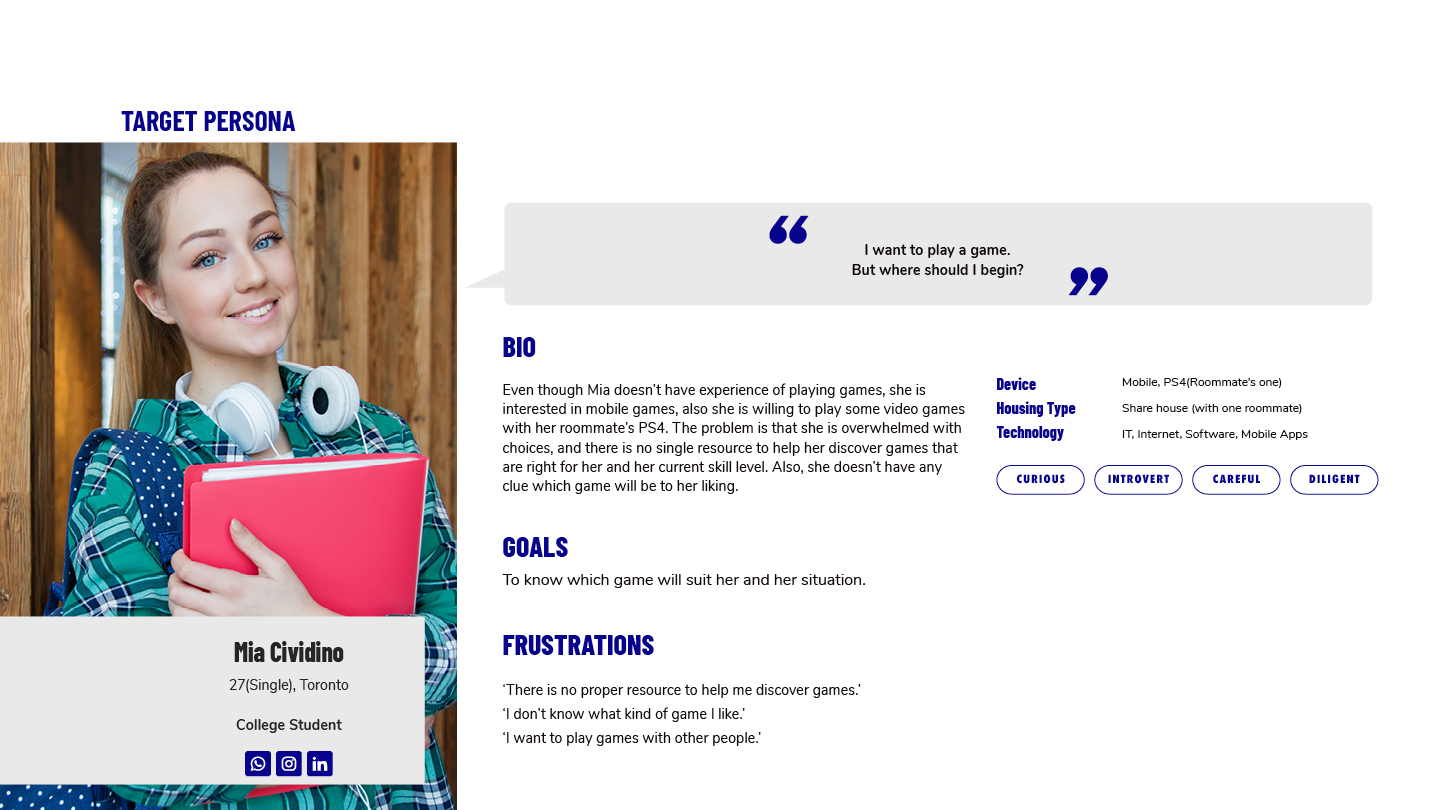 TARGET PERSONA
“ I want to play a game.
But where should I begin? ”
Mia Cividino
27(Single), Toronto
College Student
in
BIO
Even though Mia doesn’t have experience of playing games, she is
interested in mobile games, also she is willing to play some video games
with her roommate’s PS4. The problem is that she is overwhelmed with
choices, and there is no single resource to help her discover games that
are right for her and her current skill level. Also, she doesn’t have any
clue which game will be to her liking.
Device Mobile, PS4(Roommate's one)
Housing Type Share house (with one roommate)
Technology IT, Internet, Software, Mobile Apps
CURIOUS INTROVERT CAREFUL DILIGENT
GOALS
To know which game will suit her and her situation.
FRUSTRATIONS
‘There is no proper resource to help me discover games.’
‘I don’t know what kind of game I like.’
‘I want to play games with other people.’